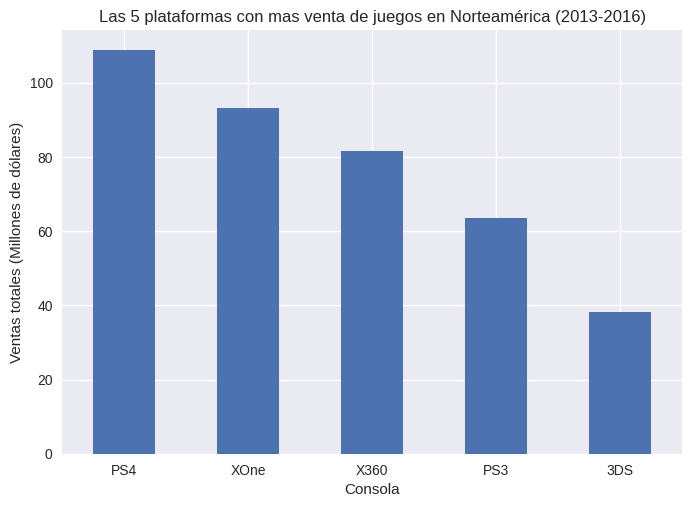 Las 5 plataformas con mas venta de juegos en Norteamérica (2013-2016)
Ventas totales (Millones de dólares)
100
80
60
40
20
0
PS4 XOne X360 PS3 3DS
Consola